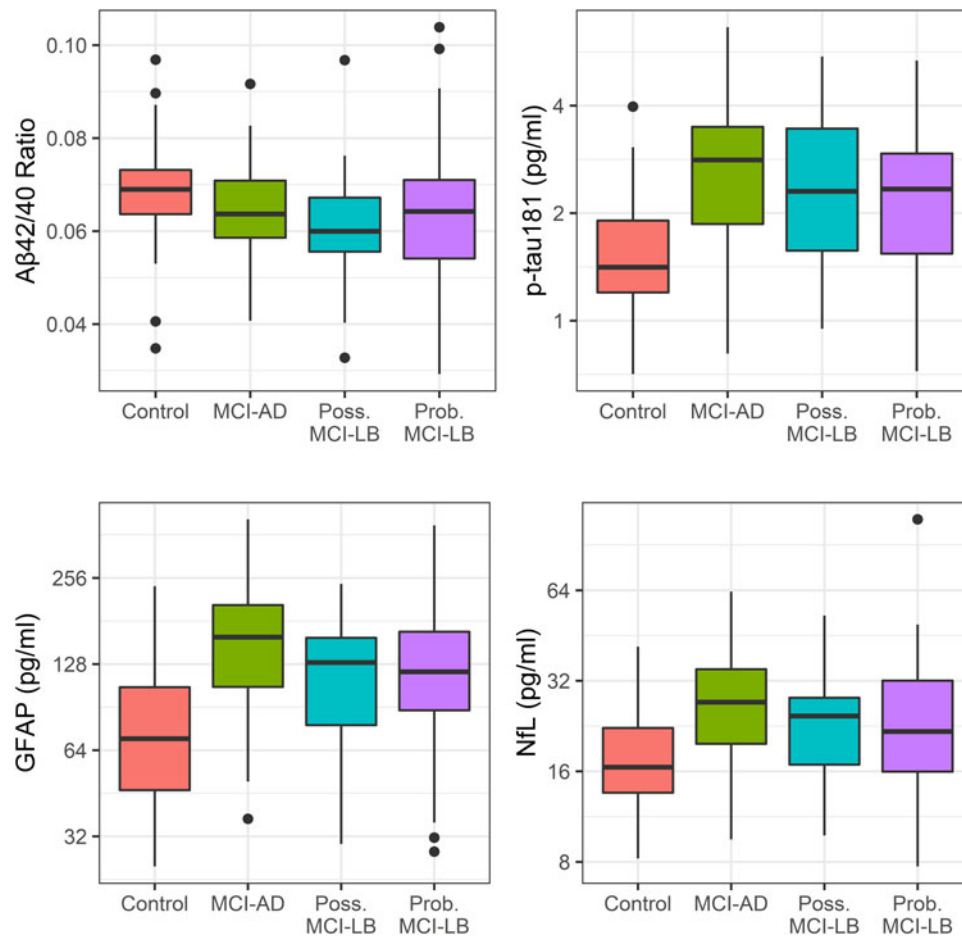 Aβ42/40 Ratio
0.10
0.08
0.06
0.04
Control
MCI-AD
Poss.
MCI-LB
Prob.
MCI-LB
p-tau181 (pg/ml)
4
2
1
Control
MCI-AD
Poss.
MCI-LB
Prob.
MCI-LB
GFAP (pg/ml)
256
128
64
32
Control
MCI-AD
Poss.
MCI-LB
Prob.
MCI-LB
NfL (pg/ml)
64
32
16
8
Control
MCI-AD
Poss.
MCI-LB
Prob.
MCI-LB